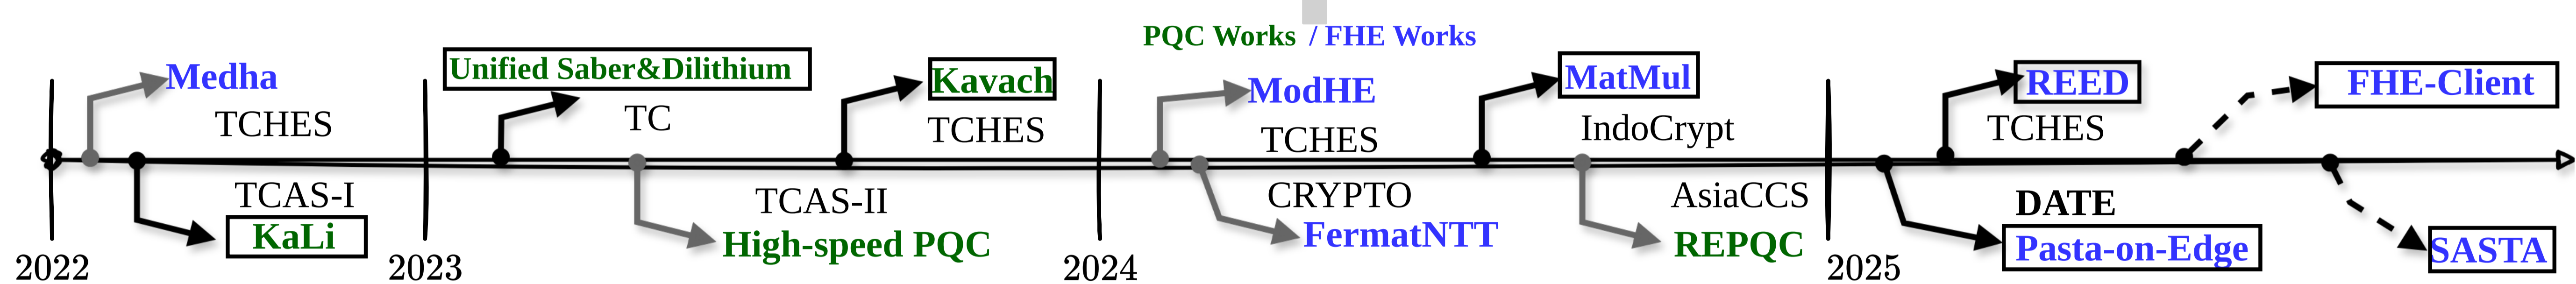 PQC Works / FHE Works
Medha
TCHES
TCAS-I
KaLi
2022
Unified Saber&Dilithium
TC
Kavach
TCHES
TCAS-II
High-speed PQC
2023
ModHE
TCHES
MatMul
IndoCrypt
CRYPTO
FermatNTT
AsiaCCS
REPQC
2024
REED
TCHES
FHE-Client
DATE
Pasta-on-Edge
SASTA
2025